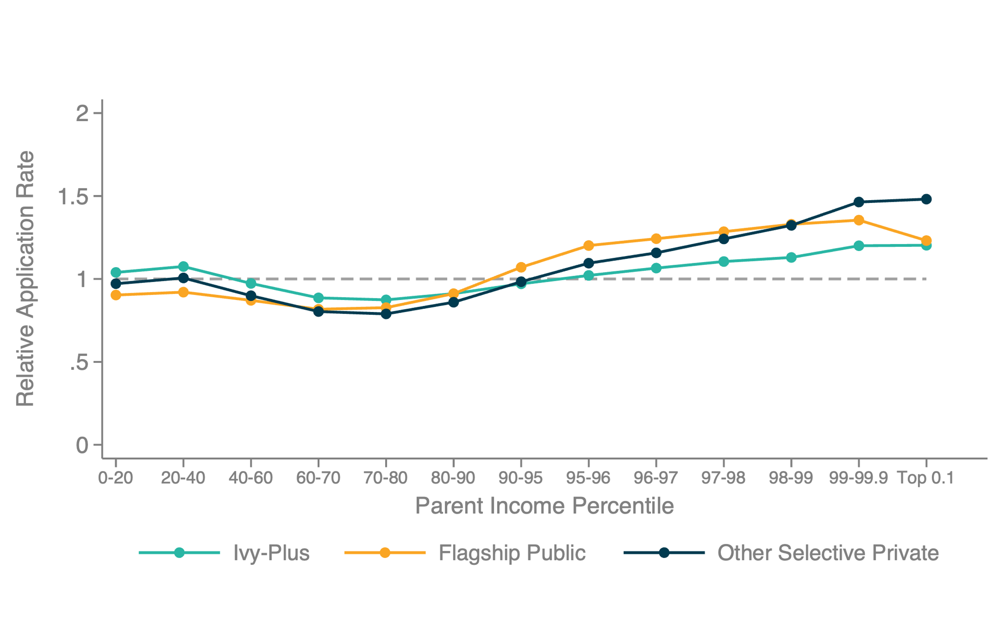 Relative Application Rate
2
1.5
1
.5
0
0-20 20-40 40-60 60-70 70-80 80-90 90-95 95-96 96-97 97-98 98-99 99-99.9 Top 0.1
Parent Income Percentile
Ivy-Plus Flagship Public Other Selective Private